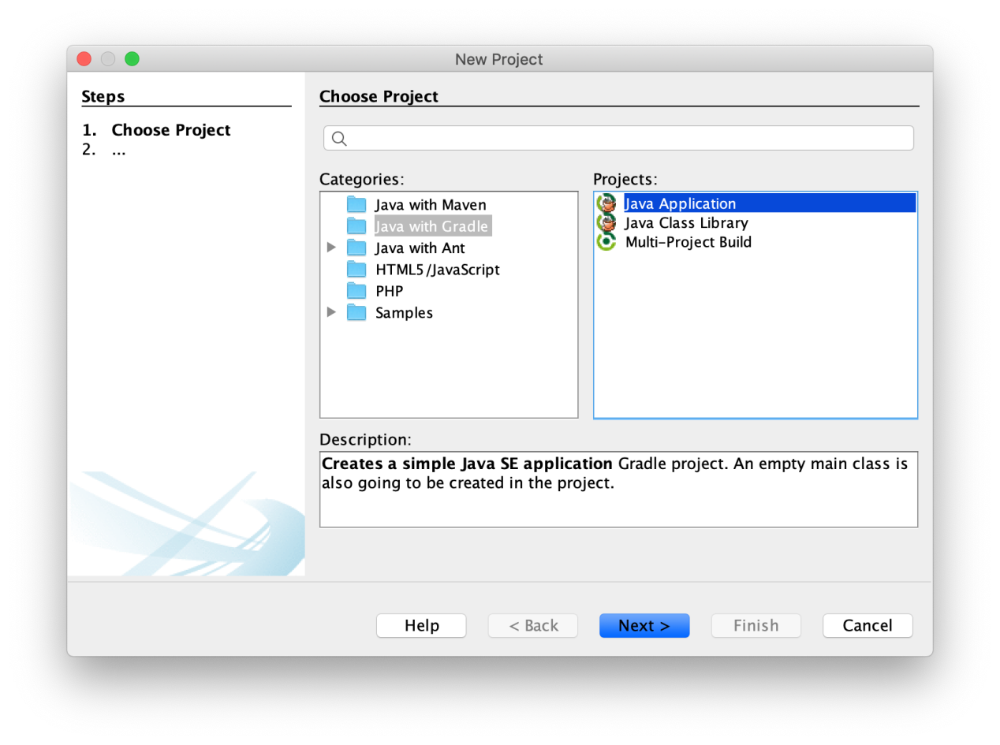 New Project
Steps
1. Choose Project
2. ...
Choose Project
Categories:
Java with Maven
Java with Gradle
Java with Ant
HTML5/JavaScript
PHP
Samples
Projects:
Java Application
Java Class Library
Multi-Project Build
Description:
Creates a simple Java SE application Gradle project. An empty main class is
also going to be created in the project.
Help
< Back
Next >
Finish
Cancel